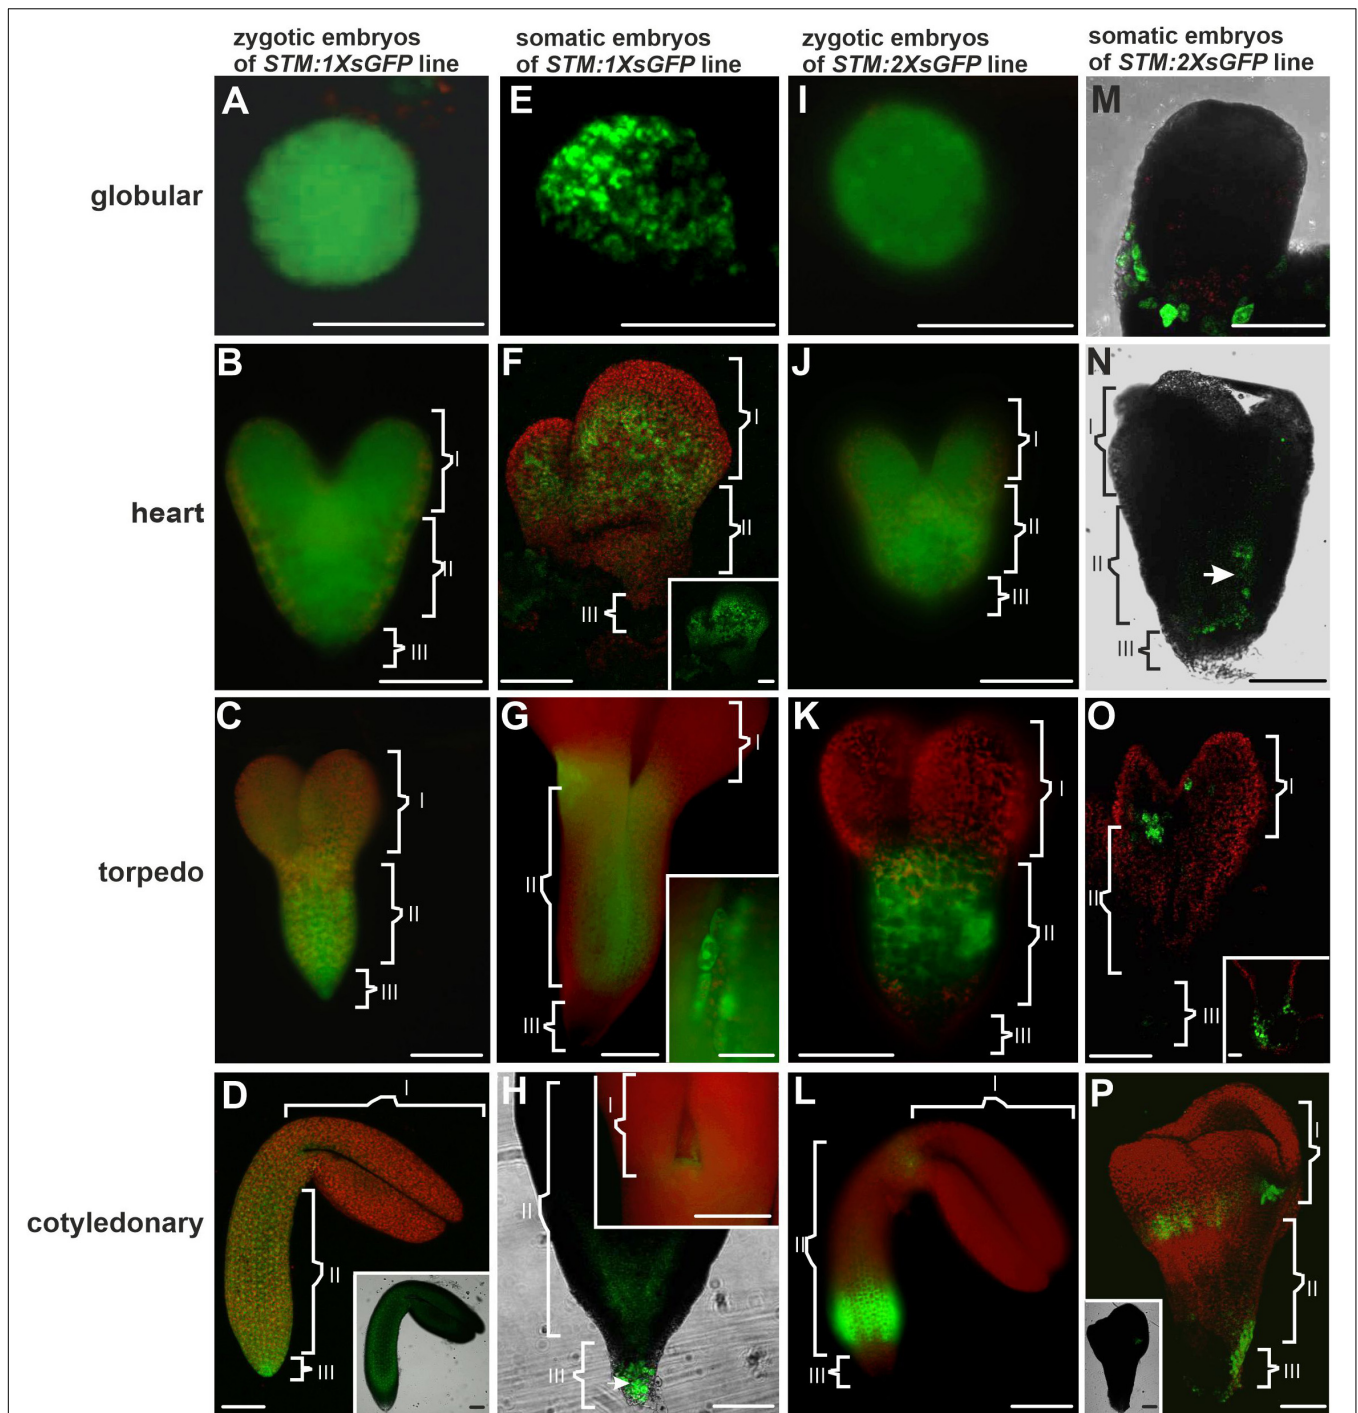 zygotic embryos
of STM:1XsGFP line
somatic embryos
of STM:1XsGFP line
zygotic embryos
of STM:2XsGFP line
somatic embryos
of STM:2XsGFP line
globular
A
E
I
M
heart
B
I
II
III
F
I
II
III
J
I
II
III
N
I
II
III
torpedo
C
I
II
III
G
I
II
III
K
I
II
III
O
I
II
III
cotyledonary
D
I
II
III
H
I
II
III
L
I
II
III
P
I
II
III